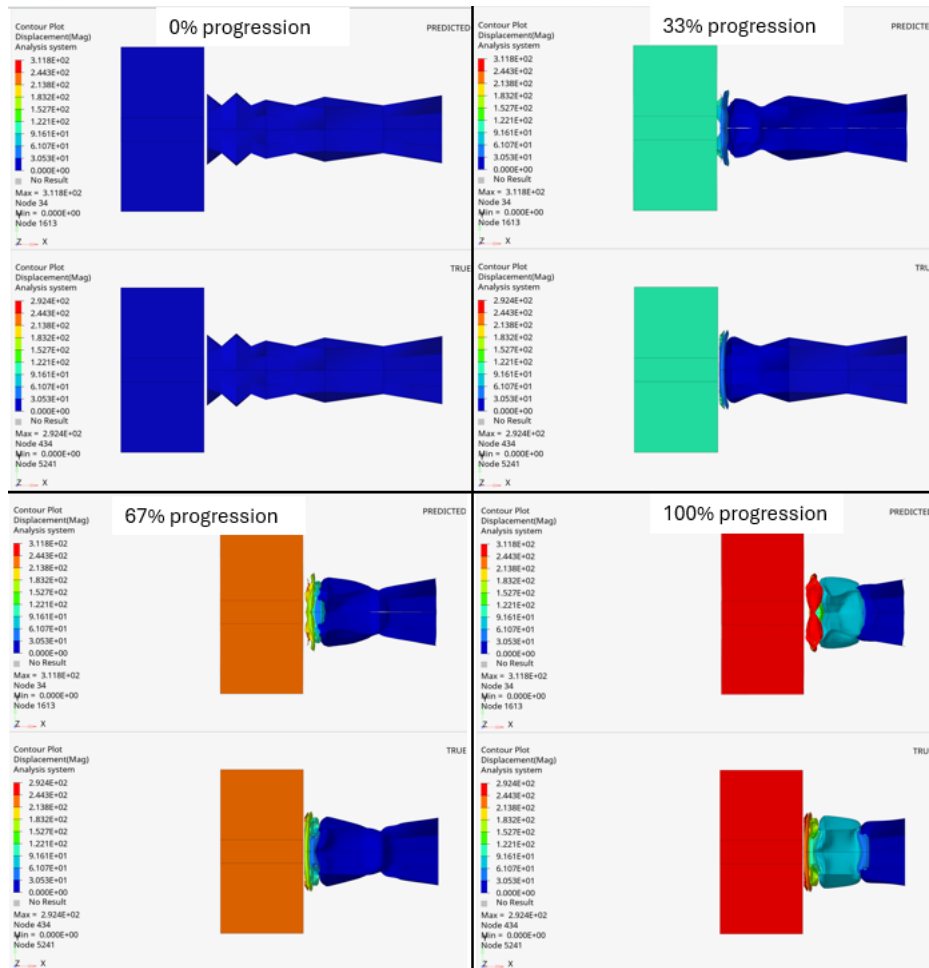 Contour Plot
Displacement(Mag)
Analysis system
0% progression
PREDICTED
3.118E+02
2.443E+02
2.138E+02
1.832E+02
1.527E+02
1.221E+02
9.161E+01
6.107E+01
3.053E+01
0.000E+00
No Result
Max = 3.118E+02
Node 34
Min = 0.000E+00
Node 1613
Z X
Contour Plot
Displacement(Mag)
Analysis system
TRUE
2.924E+02
2.443E+02
2.138E+02
1.832E+02
1.527E+02
1.221E+02
9.161E+01
6.107E+01
3.053E+01
0.000E+00
No Result
Max = 2.924E+02
Node 434
Min = 0.000E+00
Node 5241
Z X
Contour Plot
Displacement(Mag)
Analysis system
33% progression
PREDICTE
3.118E+02
2.443E+02
2.138E+02
1.832E+02
1.527E+02
1.221E+02
9.161E+01
6.107E+01
3.053E+01
0.000E+00
No Result
Max = 3.118E+02
Node 34
Min = 0.000E+00
Node 1613
Z X
Contour Plot
Displacement(Mag)
Analysis system
TRU
2.924E+02
2.443E+02
2.138E+02
1.832E+02
1.527E+02
1.221E+02
9.161E+01
6.107E+01
3.053E+01
0.000E+00
No Result
Max = 2.924E+02
Node 434
Min = 0.000E+00
Node 5241
Z X
Contour Plot
Displacement(Mag)
Analysis system
67% progression
PREDICTED
3.118E+02
2.443E+02
2.138E+02
1.832E+02
1.527E+02
1.221E+02
9.161E+01
6.107E+01
3.053E+01
0.000E+00
No Result
Max = 3.118E+02
Node 34
Min = 0.000E+00
Node 1613
Z X
Contour Plot
Displacement(Mag)
Analysis system
TRUE
2.924E+02
2.443E+02
2.138E+02
1.832E+02
1.527E+02
1.221E+02
9.161E+01
6.107E+01
3.053E+01
0.000E+00
No Result
Max = 2.924E+02
Node 434
Min = 0.000E+00
Node 5241
Z X
Contour Plot
Displacement(Mag)
Analysis system
100% progression
PREDICTE
3.118E+02
2.443E+02
2.138E+02
1.832E+02
1.527E+02
1.221E+02
9.161E+01
6.107E+01
3.053E+01
0.000E+00
No Result
Max = 3.118E+02
Node 34
Min = 0.000E+00
Node 1613
Z X
Contour Plot
Displacement(Mag)
Analysis system
TRU
2.924E+02
2.443E+02
2.138E+02
1.832E+02
1.527E+02
1.221E+02
9.161E+01
6.107E+01
3.053E+01
0.000E+00
No Result
Max = 2.924E+02
Node 434
Min = 0.000E+00
Node 5241
Z X